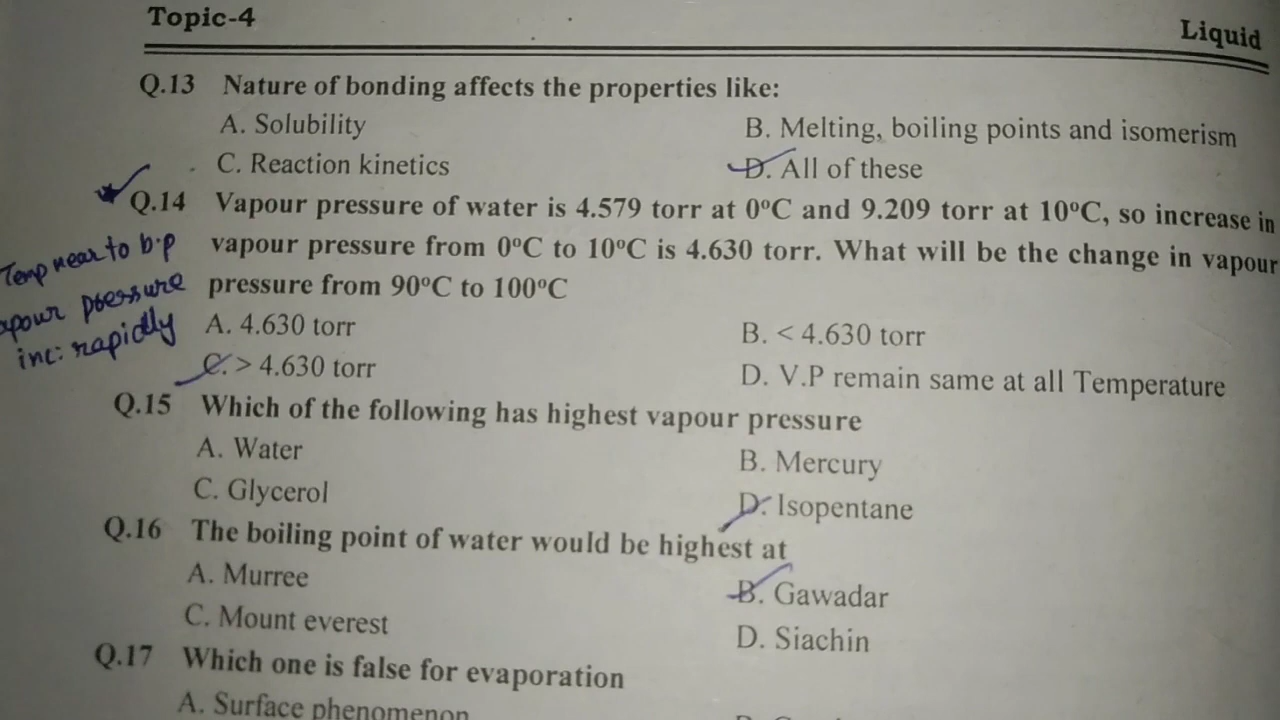 Topic-4
Liquid
Q.13 Nature of bonding affects the properties like:
A. Solubility
B. Melting, boiling points and isomerism
C. Reaction kinetics
D. All of these
Q.14 Vapour pressure of water is 4.579 torr at 0°C and 9.209 torr at 10°C, so increase in
vapour pressure from 0°C to 10°C is 4.630 torr. What will be the change in vapour
pressure from 90°C to 100°C
Temp near to b.p
pour pressure
inc: rapidly
A. 4.630 torr
B. < 4.630 torr
C. > 4.630 torr
D. V.P remain same at all Temperature
Q.15 Which of the following has highest vapour pressure
A. Water
B. Mercury
C. Glycerol
D. Isopentane
Q.16 The boiling point of water would be highest at
A. Murree
B. Gawadar
C. Mount everest
D. Siachin
Q.17 Which one is false for evaporation
A. Surface phenomenon